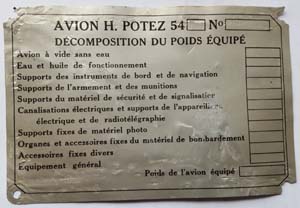 AVION H. POTEZ 54 No
DÉCOMPOSITION DU POIDS ÉQUIPÉ
Avion à vide sans eau
Eau et huile de fonctionnement
Supports des instruments de bord et de navigation
Supports de l'armement et des munitions
Supports du matériel de sécurité et de signalisation
Canalisations électriques et supports de l'appareillage
électrique et de radiotélégraphie
Supports fixes de matériel photo
Organes et accessoires fixes du matériel de bombardement
Accessoires fixes divers
Equipement général
Poids de l'avion équipé